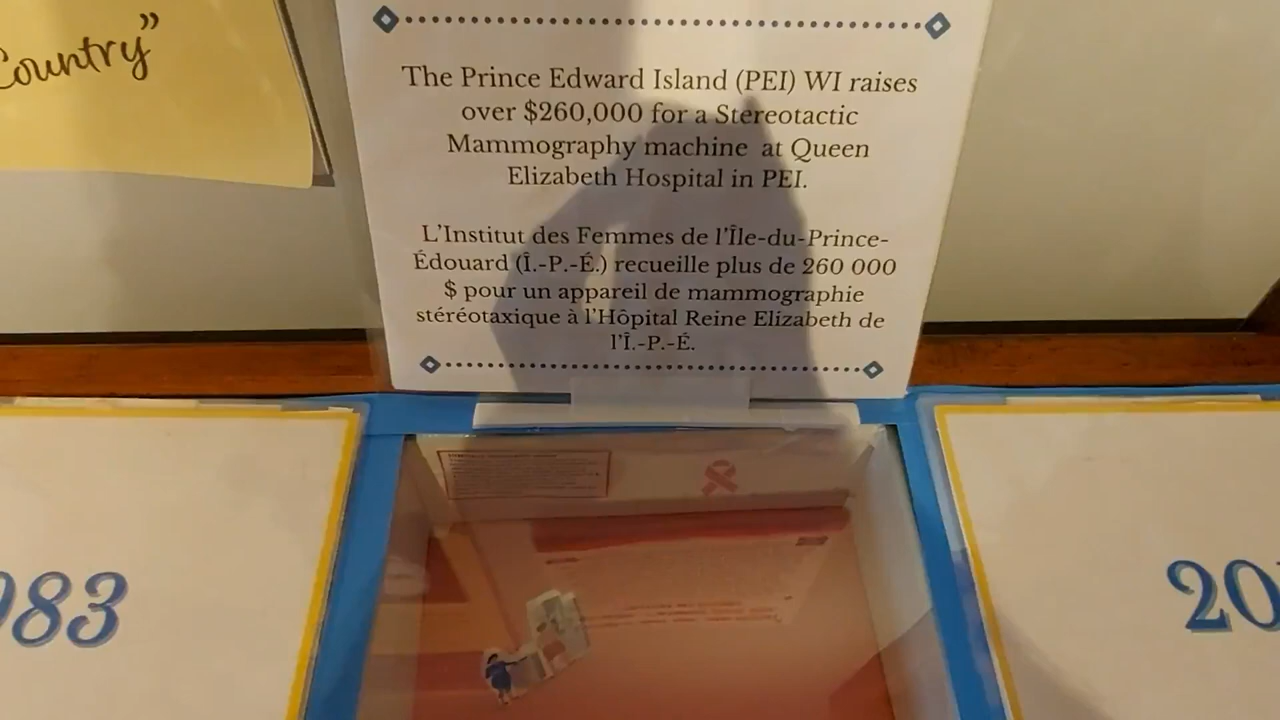 Country”
The Prince Edward Island (PEI) WI raises
over $260,000 for a Stereotactic
Mammography machine at Queen
Elizabeth Hospital in PEI.
L’Institut des Femmes de l’Île-du-Prince-
Édouard (Î.-P.-É.) recueille plus de 260 000
$ pour un appareil de mammographie
stéréotaxique à l’Hôpital Reine Elizabeth de
l’Î.-P.-É.
983
20